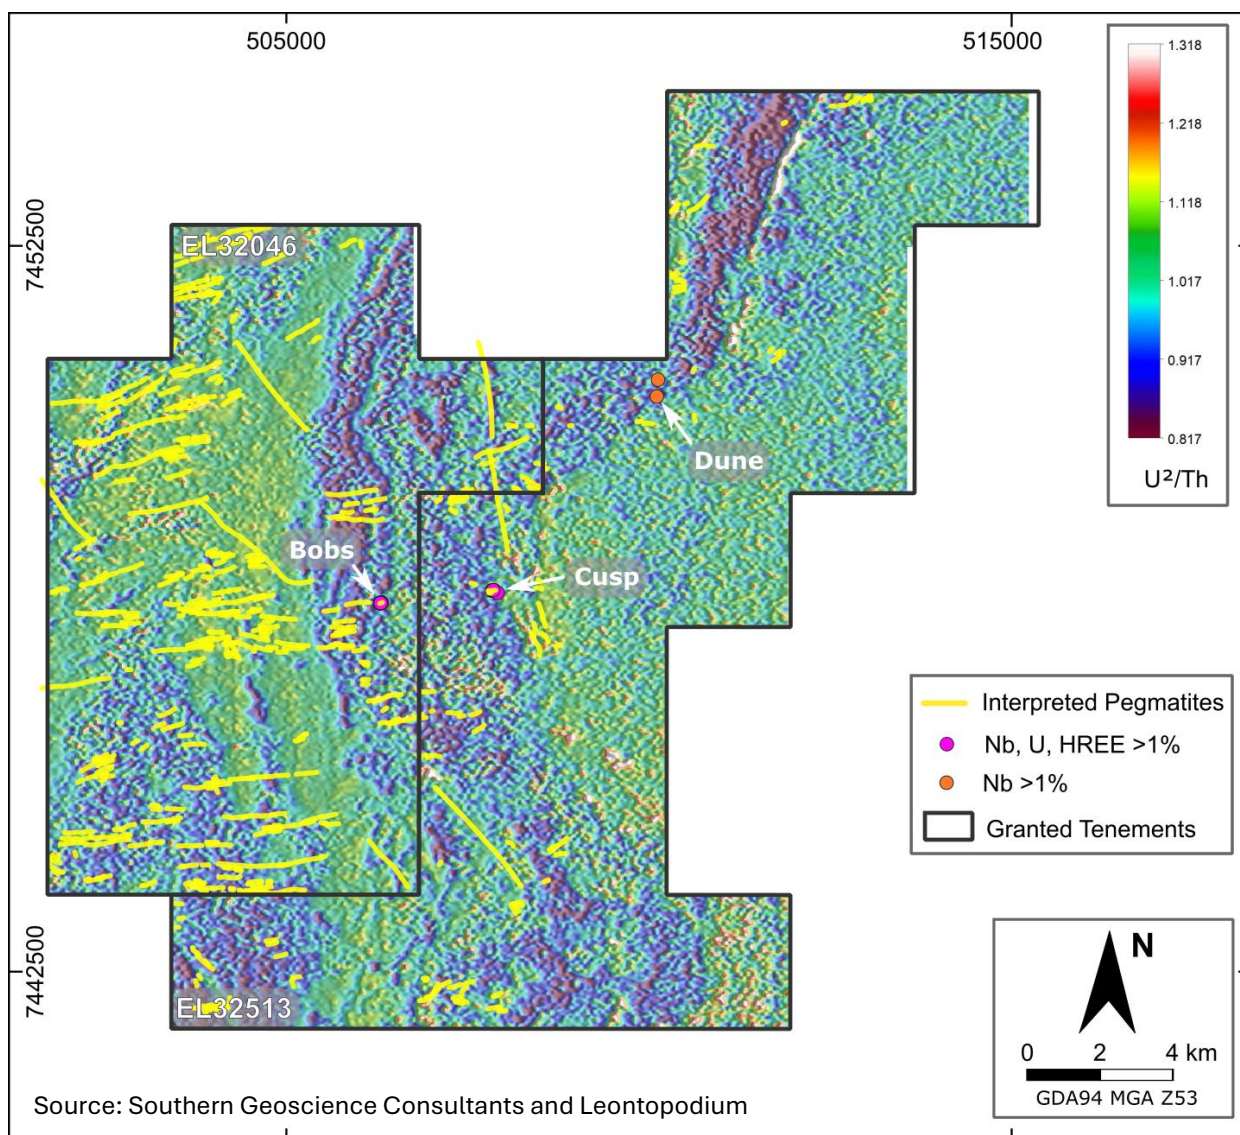 505000
515000
1.318
1.218
1.118
1.017
0.917
0.817
U²/Th
7452500
EL32046
Dune
Bobs
Cusp
Interpreted Pegmatites
Nb, U, HREE >1%
Nb >1%
Granted Tenements
7442500
EL32513
N
0 2 4 km
GDA94 MGA Z53
Source: Southern Geoscience Consultants and Leontopodium